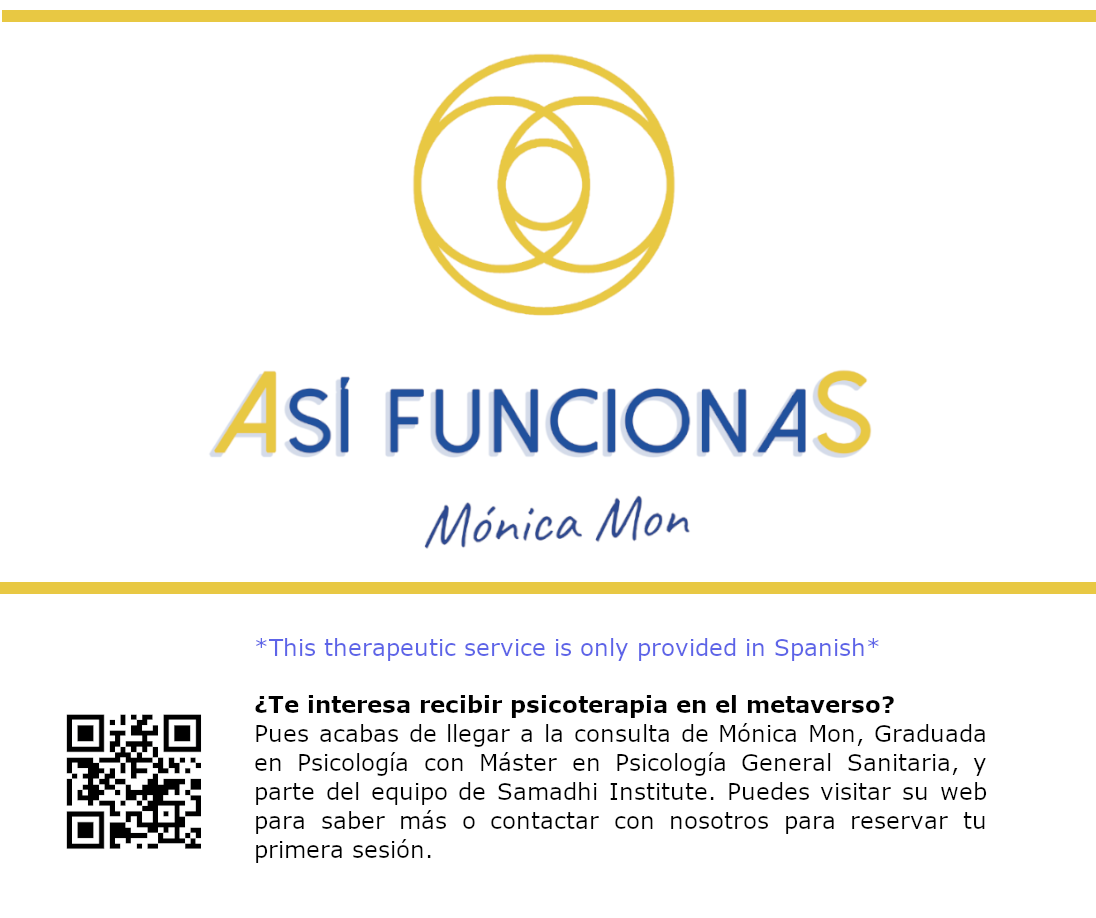 ASÍ FUNCIONAS
Mónica Mon
*This therapeutic service is only provided in Spanish*
¿Te interesa recibir psicoterapia en el metaverso?
Pues acabas de llegar a la consulta de Mónica Mon, Graduada
en Psicología con Máster en Psicología General Sanitaria, y
parte del equipo de Samadhi Institute. Puedes visitar su web
para saber más o contactar con nosotros para reservar tu
primera sesión.